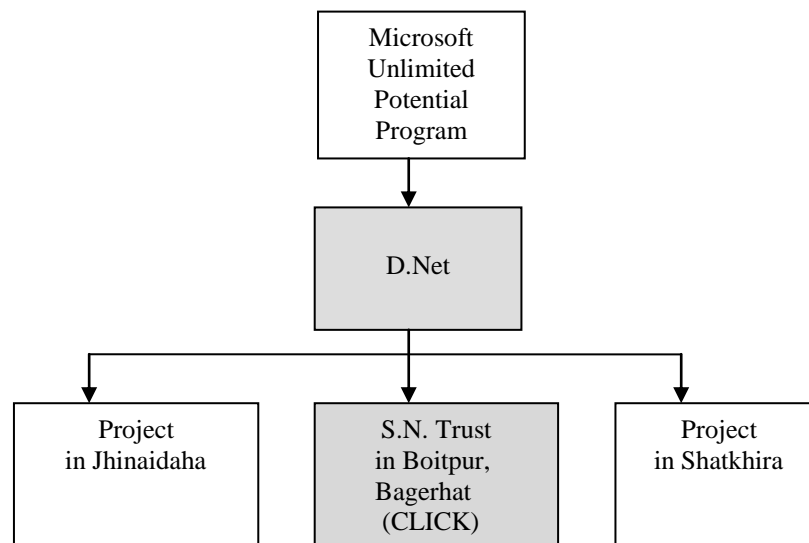 Microsoft
Unlimited
Potential
Program
D.Net
Project
in Jhinaidaha
S.N. Trust
in Boitpur,
Bagerhat
(CLICK)
Project
in Shatkhira